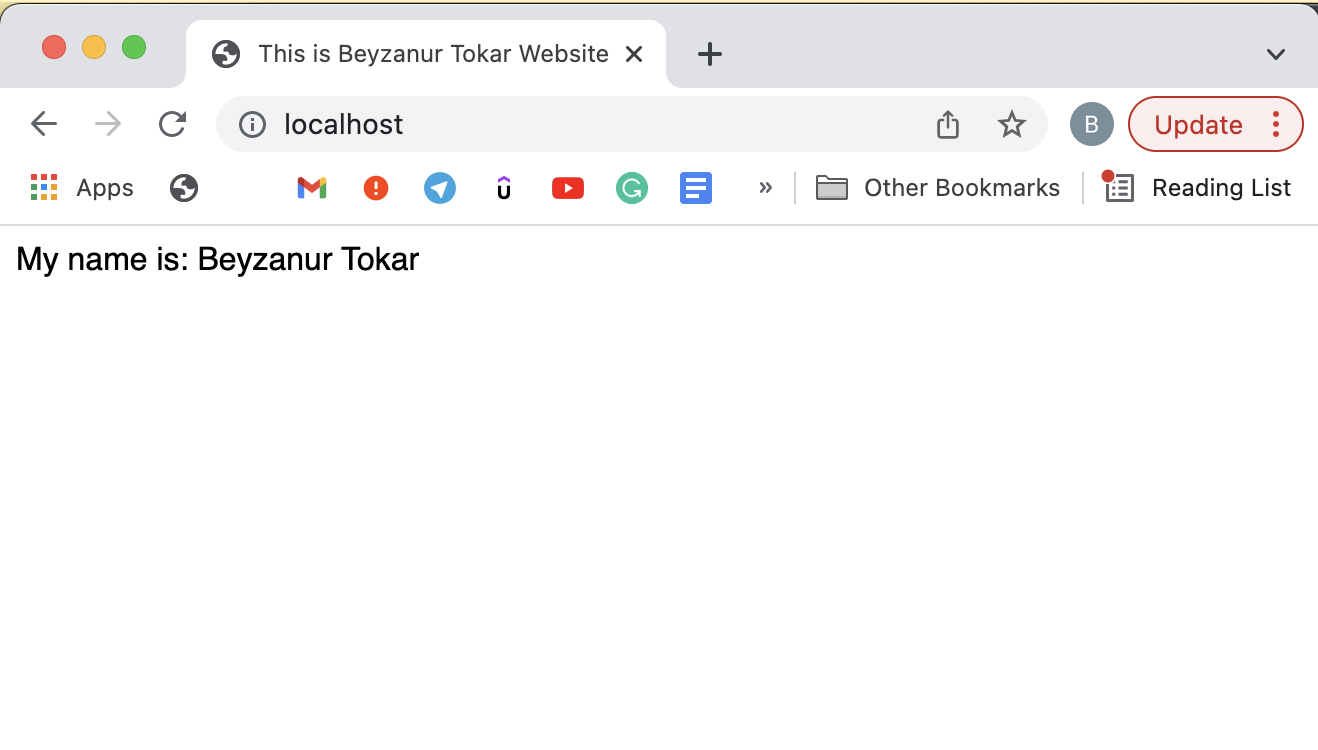 This is Beyzanur Tokar Website
localhost
B
Update
Apps
Other Bookmarks
Reading List
My name is: Beyzanur Tokar